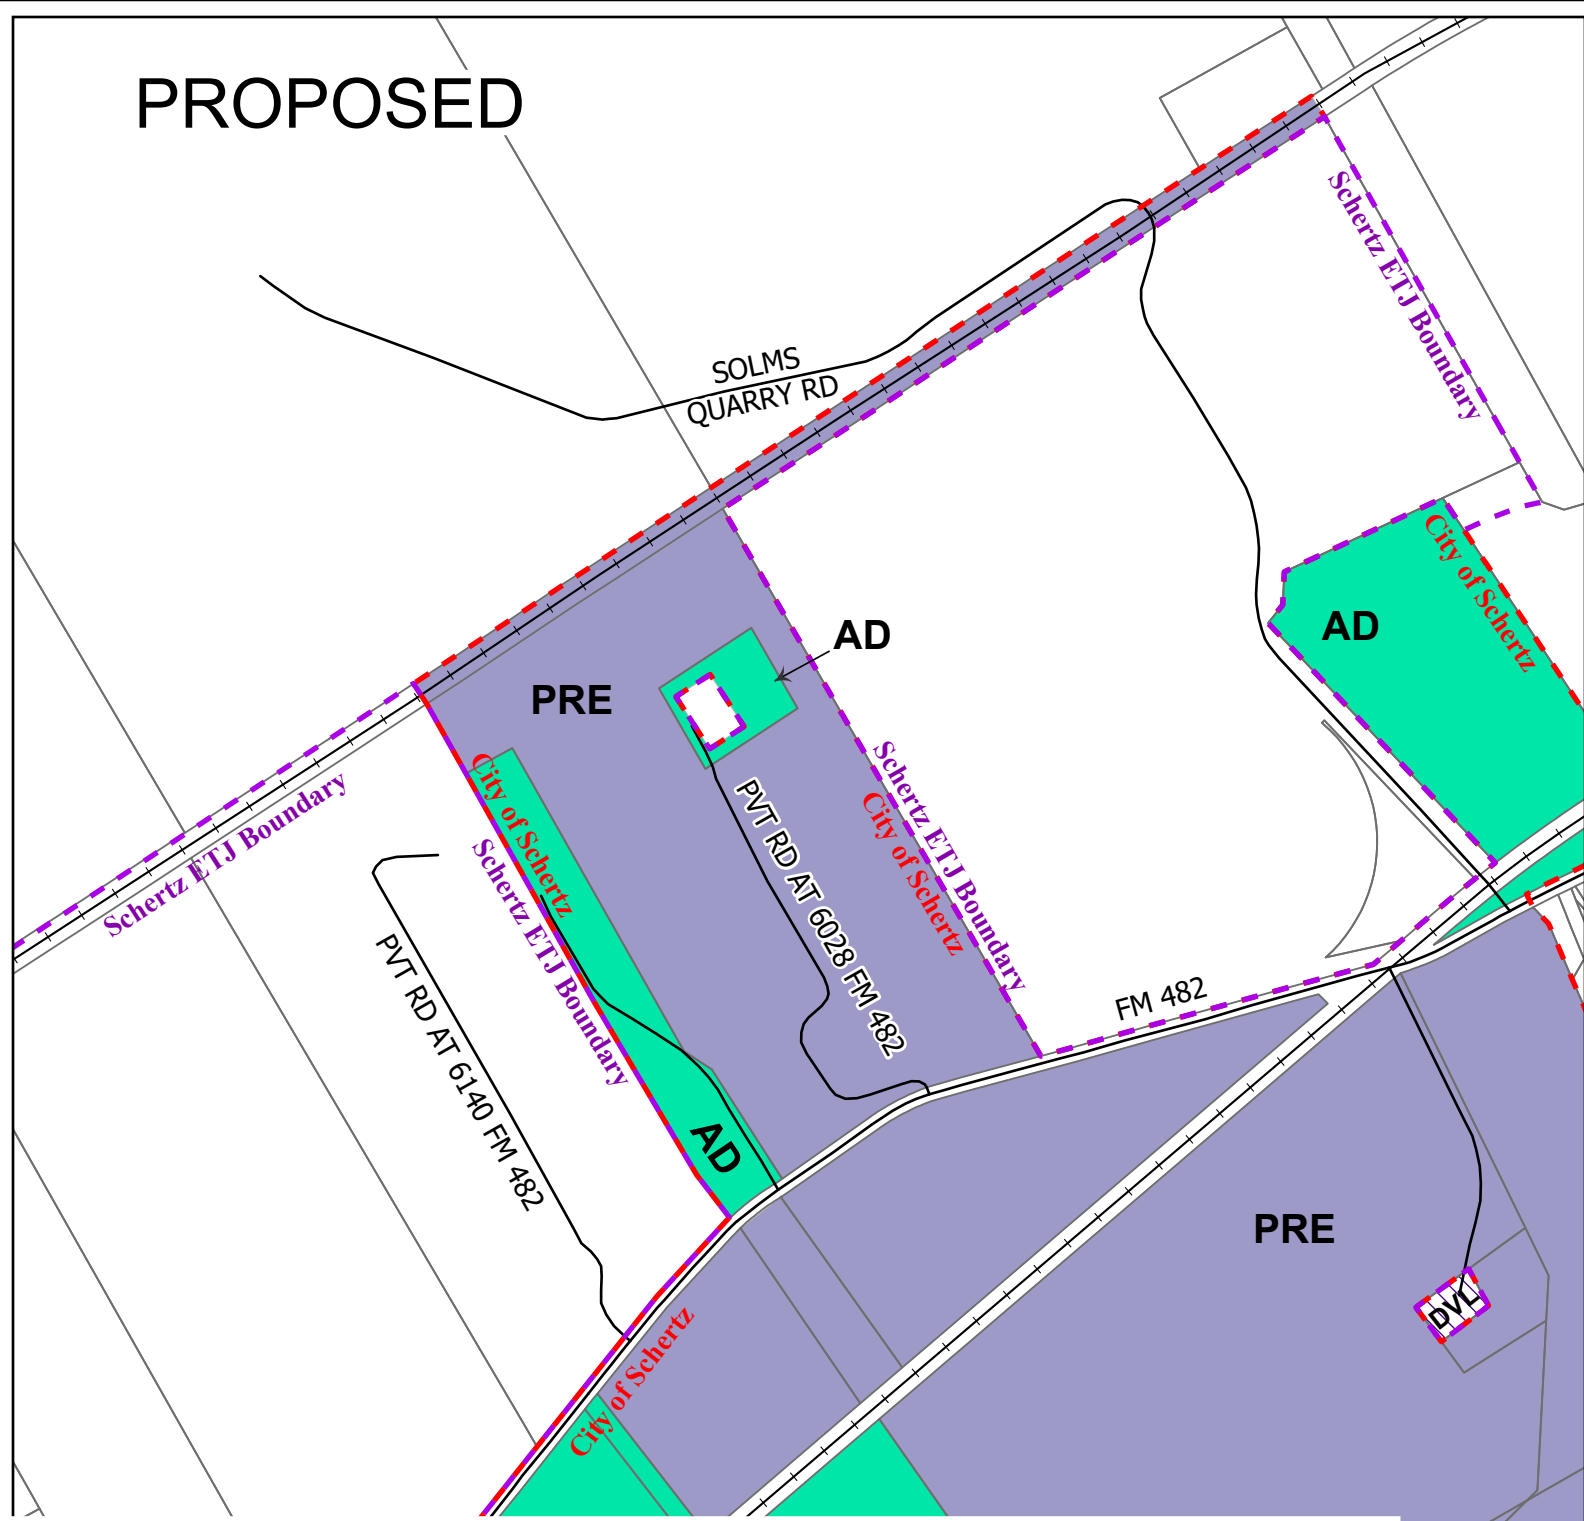 PROPOSED
Schertz ETJ Boundary
SOLMS
QUARRY RD
City of Schertz
AD
AD
PRE
Schertz ETJ Boundary
City of Schertz
Schertz ETJ Boundary
City of Schertz
Schertz ETJ Boundary
PVT RD AT 6028 FM 482
PVT RD AT 6140 FM 482
FM 482
AD
PRE
DVL
City of Schertz